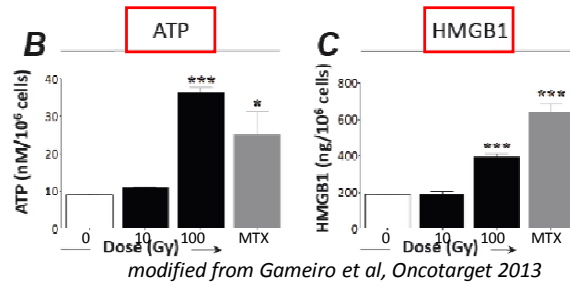 B ATP
ATP (nM/10⁶ cells)
40
30
20
10
0
***
*
0 10 100 MTX
Dose (Gy)
C HMGB1
HMGB1 (ng/10⁶ cells)
800
600
400
200
0
***
***
0 10 100 MTX
Dose (Gy)
modified from Gameiro et al, Oncotarget 2013